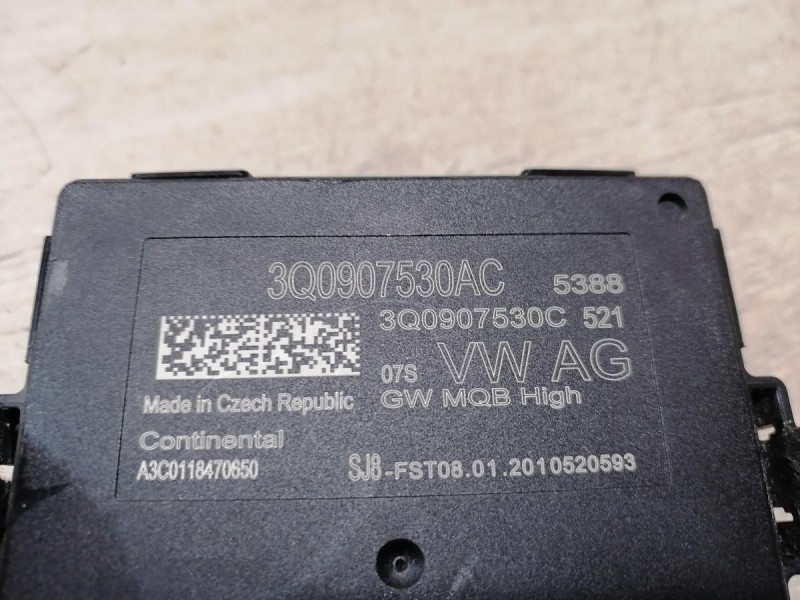 3Q0907530AC 5388
3Q0907530C 521
07S VW AG
GW MQB High
Made in Czech Republic
Continental
A3C0118470650 SJ8-FST08.01.2010520593